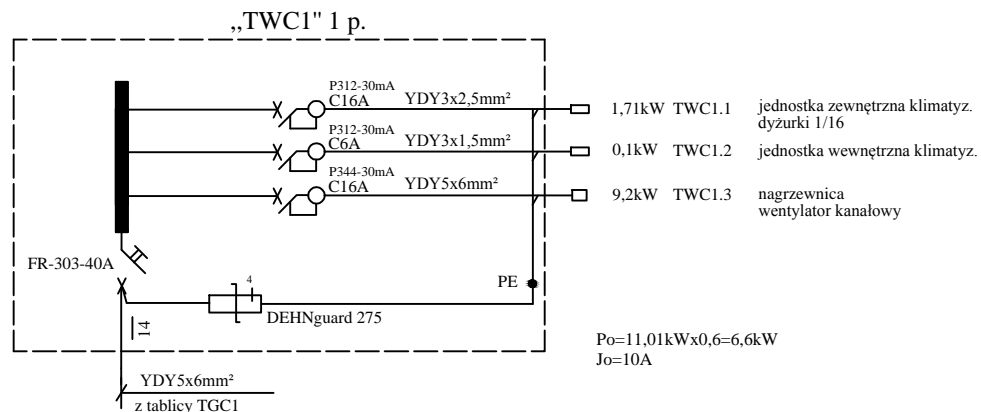 „TWC1" 1 p.
P312-30mA
C16A
YDY3x2,5mm²
1,71kW TWC1.1 jednostka zewnętrzna klimatyz.
dyżurki 1/16
P312-30mA
C6A
YDY3x1,5mm²
0,1kW TWC1.2 jednostka wewnętrzna klimatyz.
P344-30mA
C16A
YDY5x6mm²
9,2kW TWC1.3 nagrzewnica
wentylator kanałowy
FR-303-40A
PE
4
DEHNguard 275
14
Po=11,01kWx0,6=6,6kW
Jo=10A
YDY5x6mm²
z tablicy TGC1